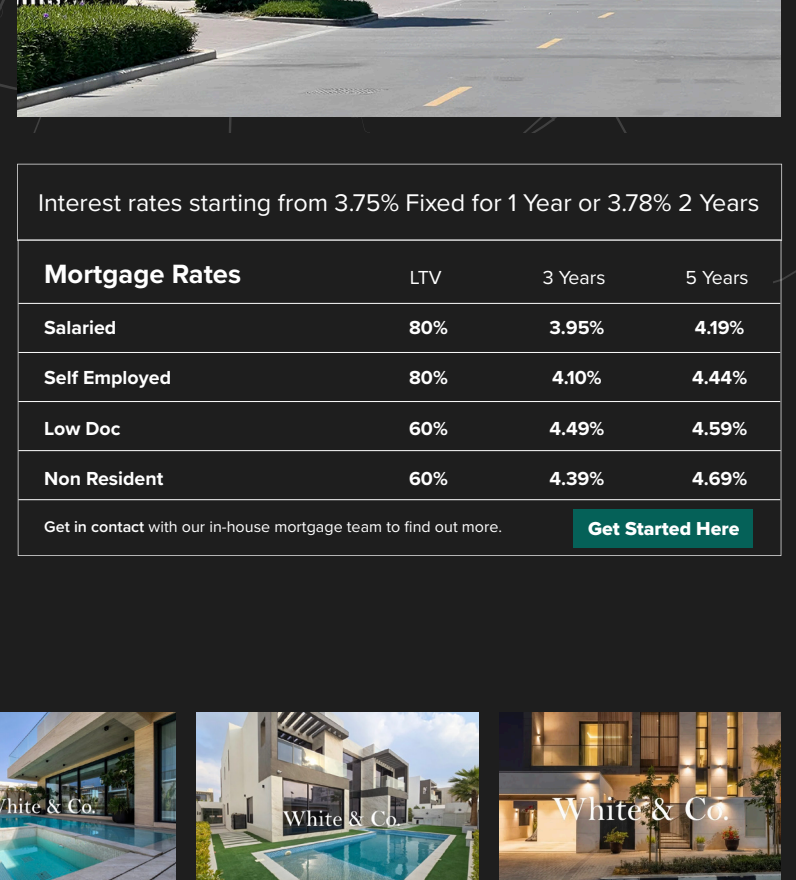 Interest rates starting from 3.75% Fixed for 1 Year or 3.78% 2 Years
Mortgage Rates LTV 3 Years 5 Years
Salaried 80% 3.95% 4.19%
Self Employed 80% 4.10% 4.44%
Low Doc 60% 4.49% 4.59%
Non Resident 60% 4.39% 4.69%
Get in contact with our in-house mortgage team to find out more. Get Started Here
hite & Co.
White & Co.
White & Co.